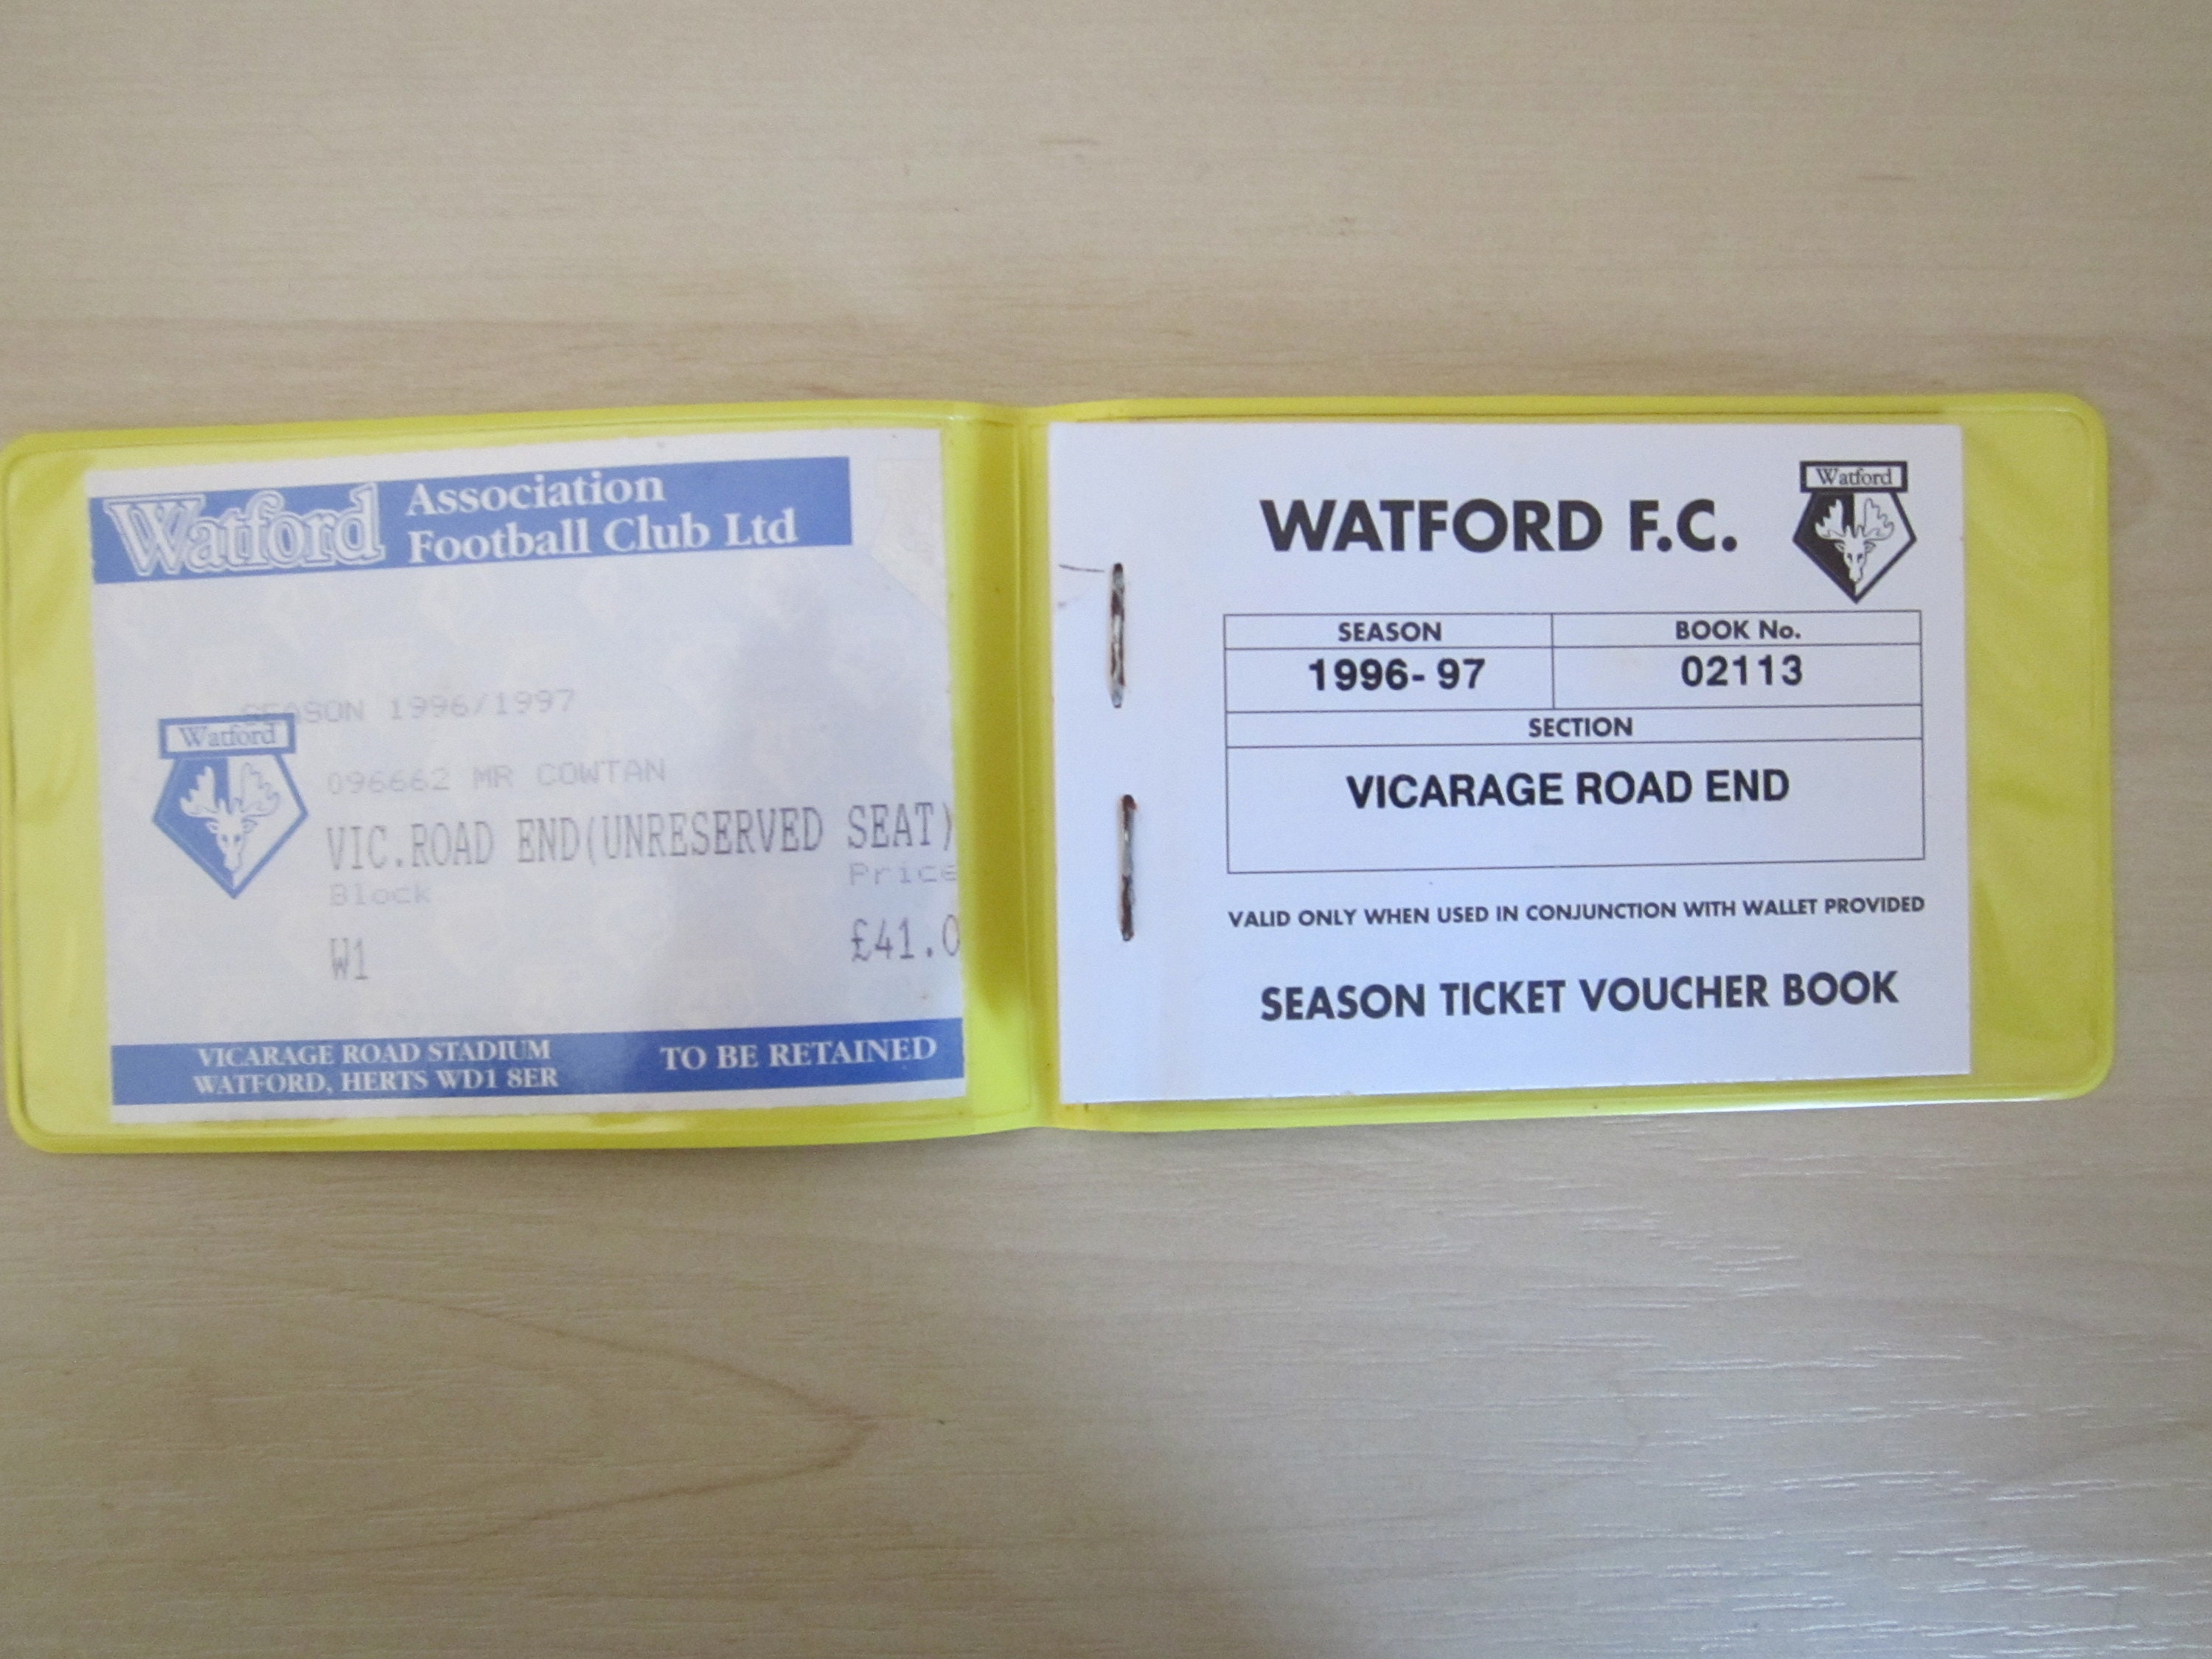 Watford Association
Football Club Ltd
SEASON 1996/1997
Watford
096662 MR COWTAN
VIC.ROAD END(UNRESERVED SEAT)
Block Price
W1 £41.0
VICARAGE ROAD STADIUM
WATFORD, HERTS WD1 8ER
TO BE RETAINED
WATFORD F.C.
Watford
SEASON BOOK No.
1996-97 02113
SECTION
VICARAGE ROAD END
VALID ONLY WHEN USED IN CONJUNCTION WITH WALLET PROVIDED
SEASON TICKET VOUCHER BOOK